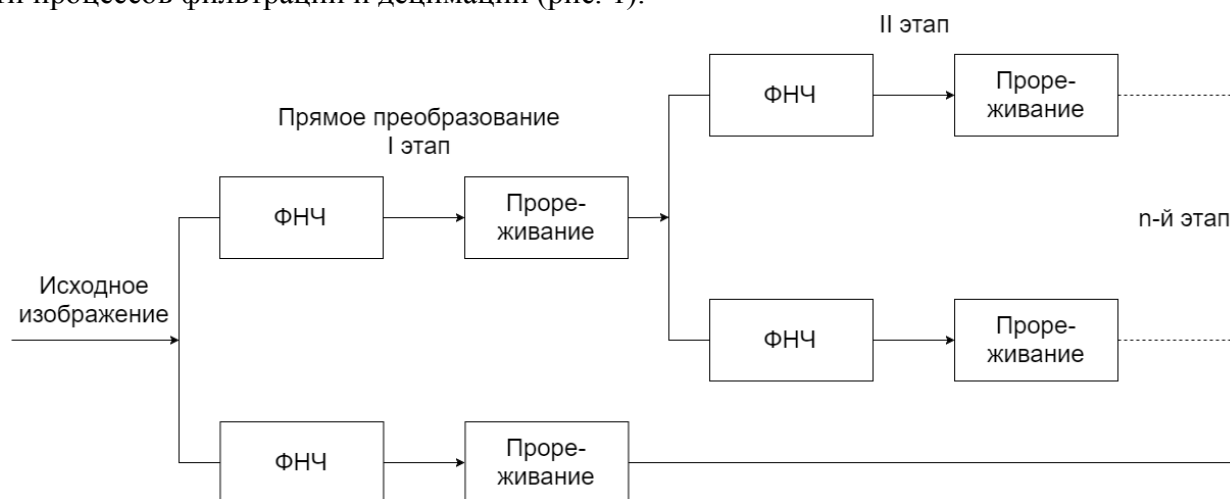 ти процессов фильтрации и децимации (рис. 1).
II этап
ФНЧ
Проре-
живание
Прямое преобразование
I этап
ФНЧ
Проре-
живание
n-й этап
Исходное
изображение
ФНЧ
Проре-
живание
ФНЧ
Проре-
живание